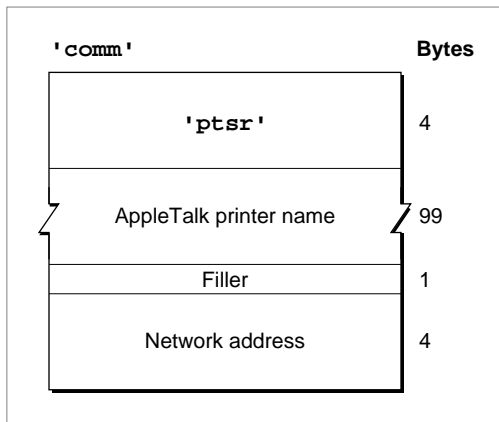 'comm' Bytes
'ptsr' 4
AppleTalk printer name 99
Filler 1
Network address 4